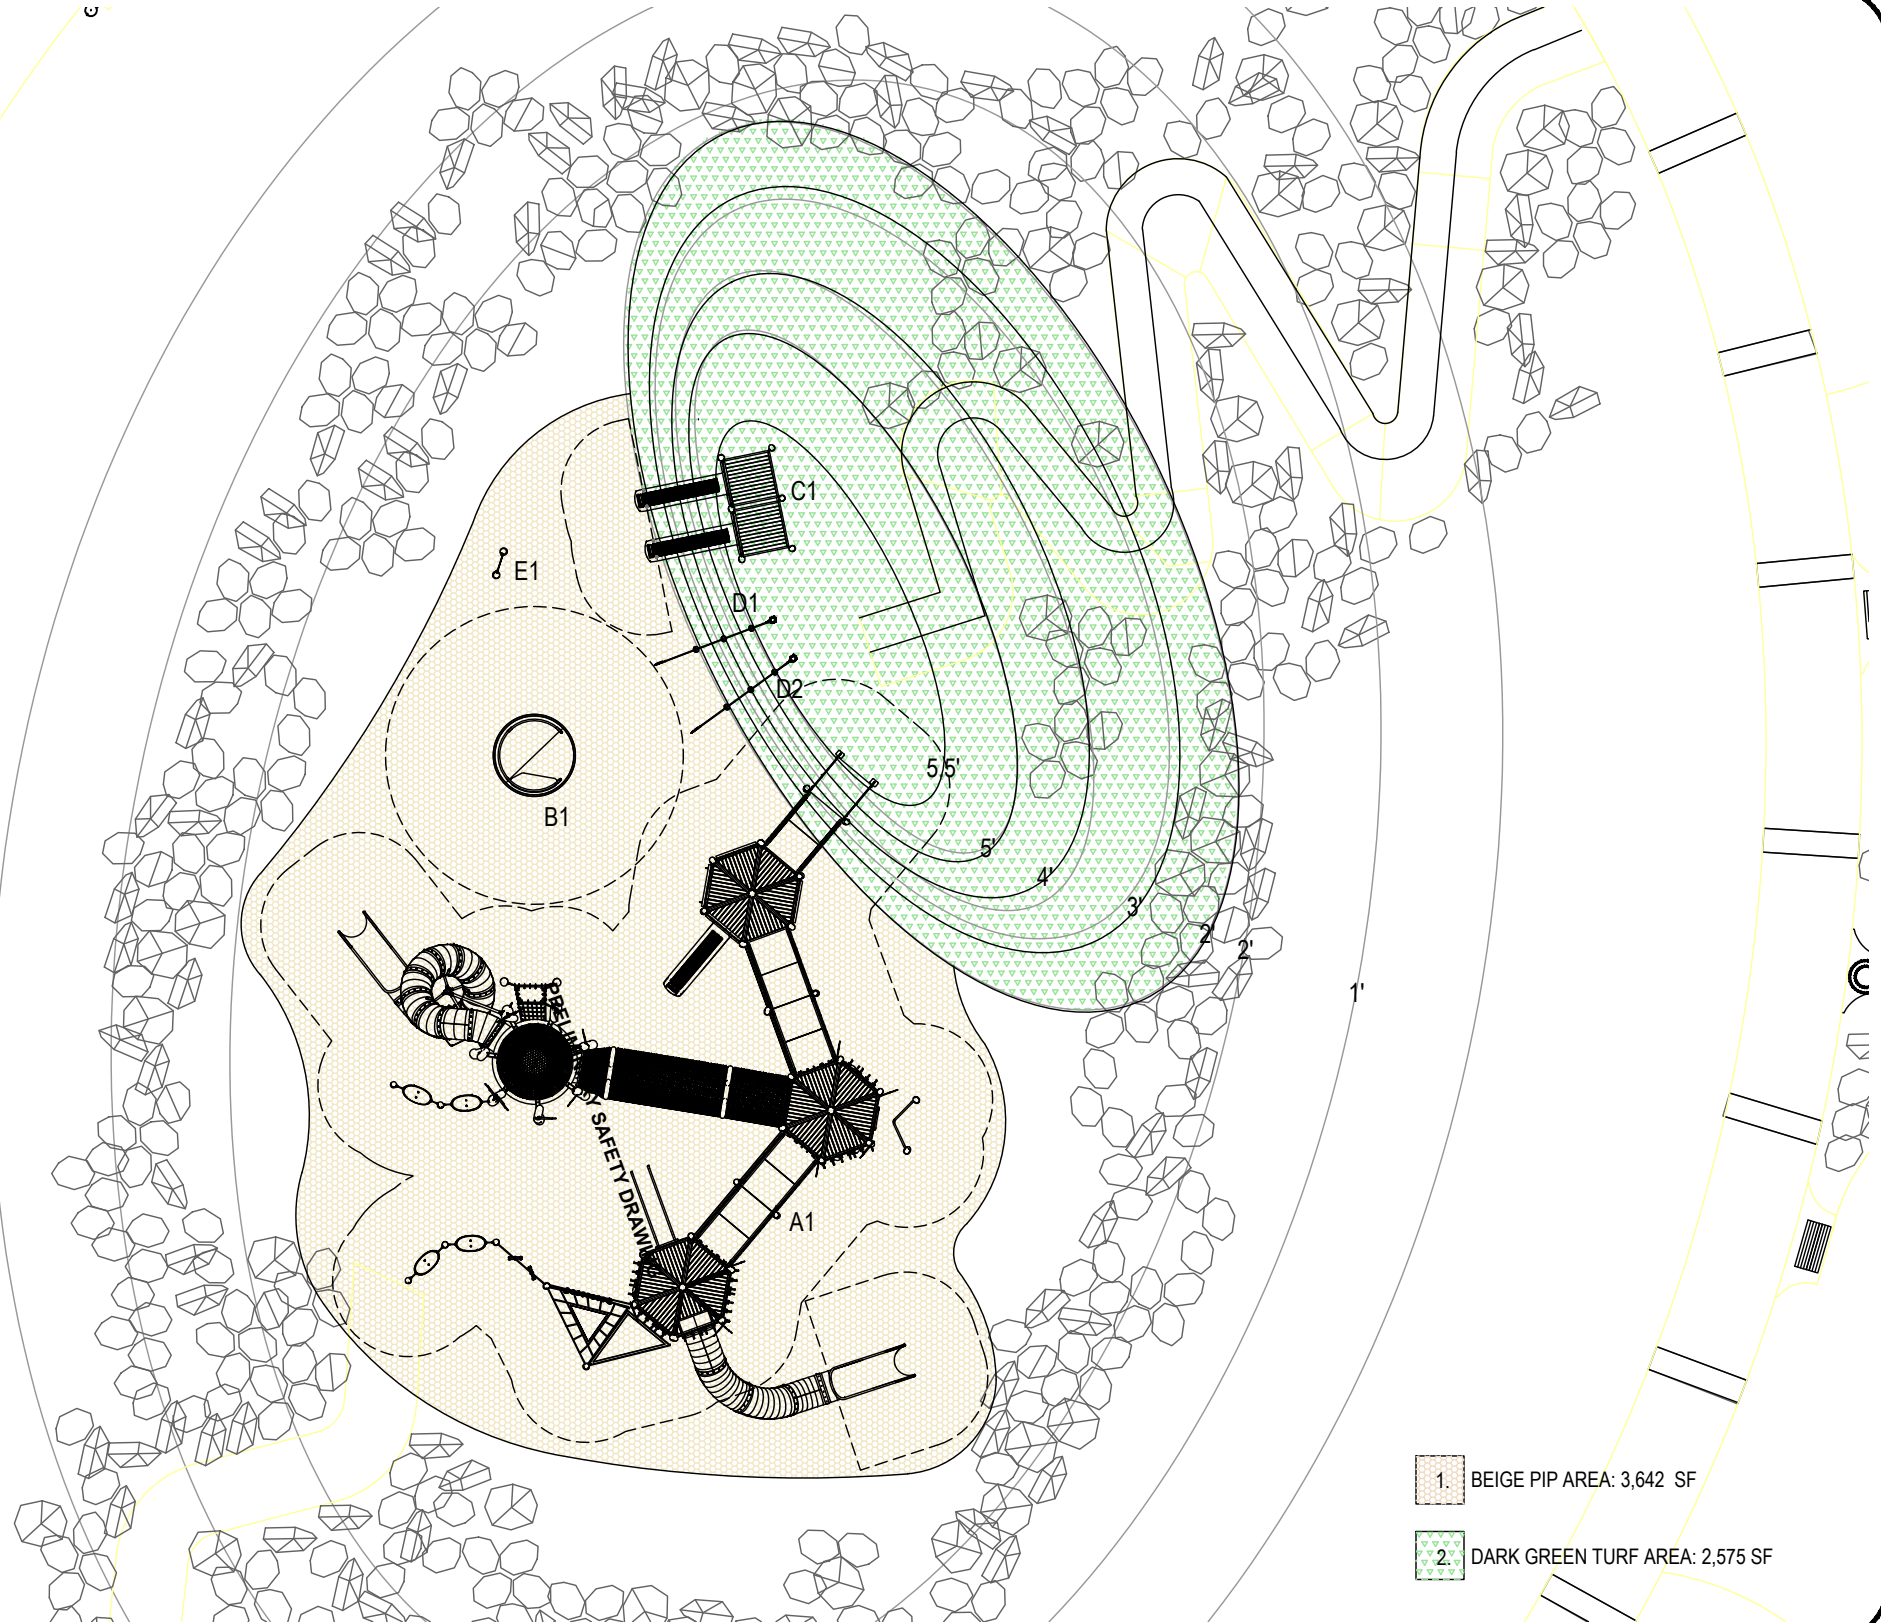 C1
E1
D1
D2
5.5'
B1
5'
4'
3'
2'
2'
1'
A1
SAFETY
1. BEIGE PIP AREA: 3,642 SF
2. DARK GREEN TURF AREA: 2,575 SF